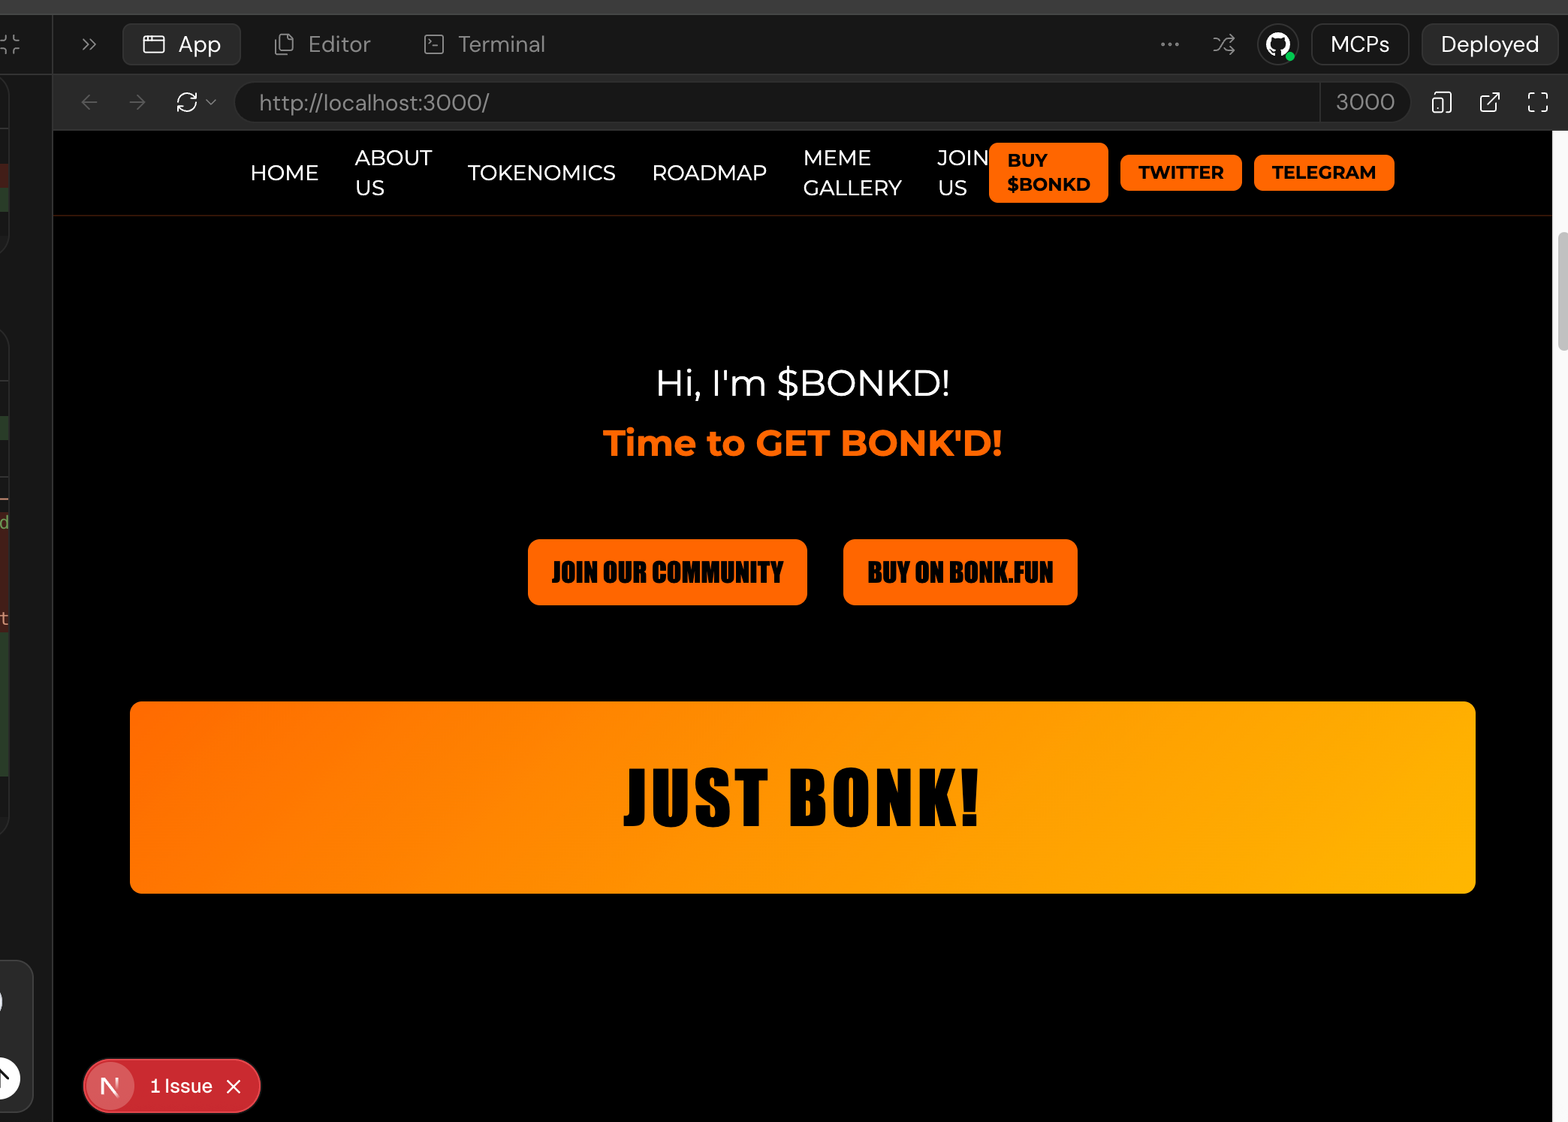 App
Editor
Terminal
MCPs
Deployed
http://localhost:3000/
3000
HOME
ABOUT
US
TOKENOMICS
ROADMAP
MEME
GALLERY
JOIN
US
BUY
$BONKD
TWITTER
TELEGRAM
Hi, I'm $BONKD!
Time to GET BONK'D!
JOIN OUR COMMUNITY
BUY ON BONK.FUN
JUST BONK!
d
t
N
1 Issue